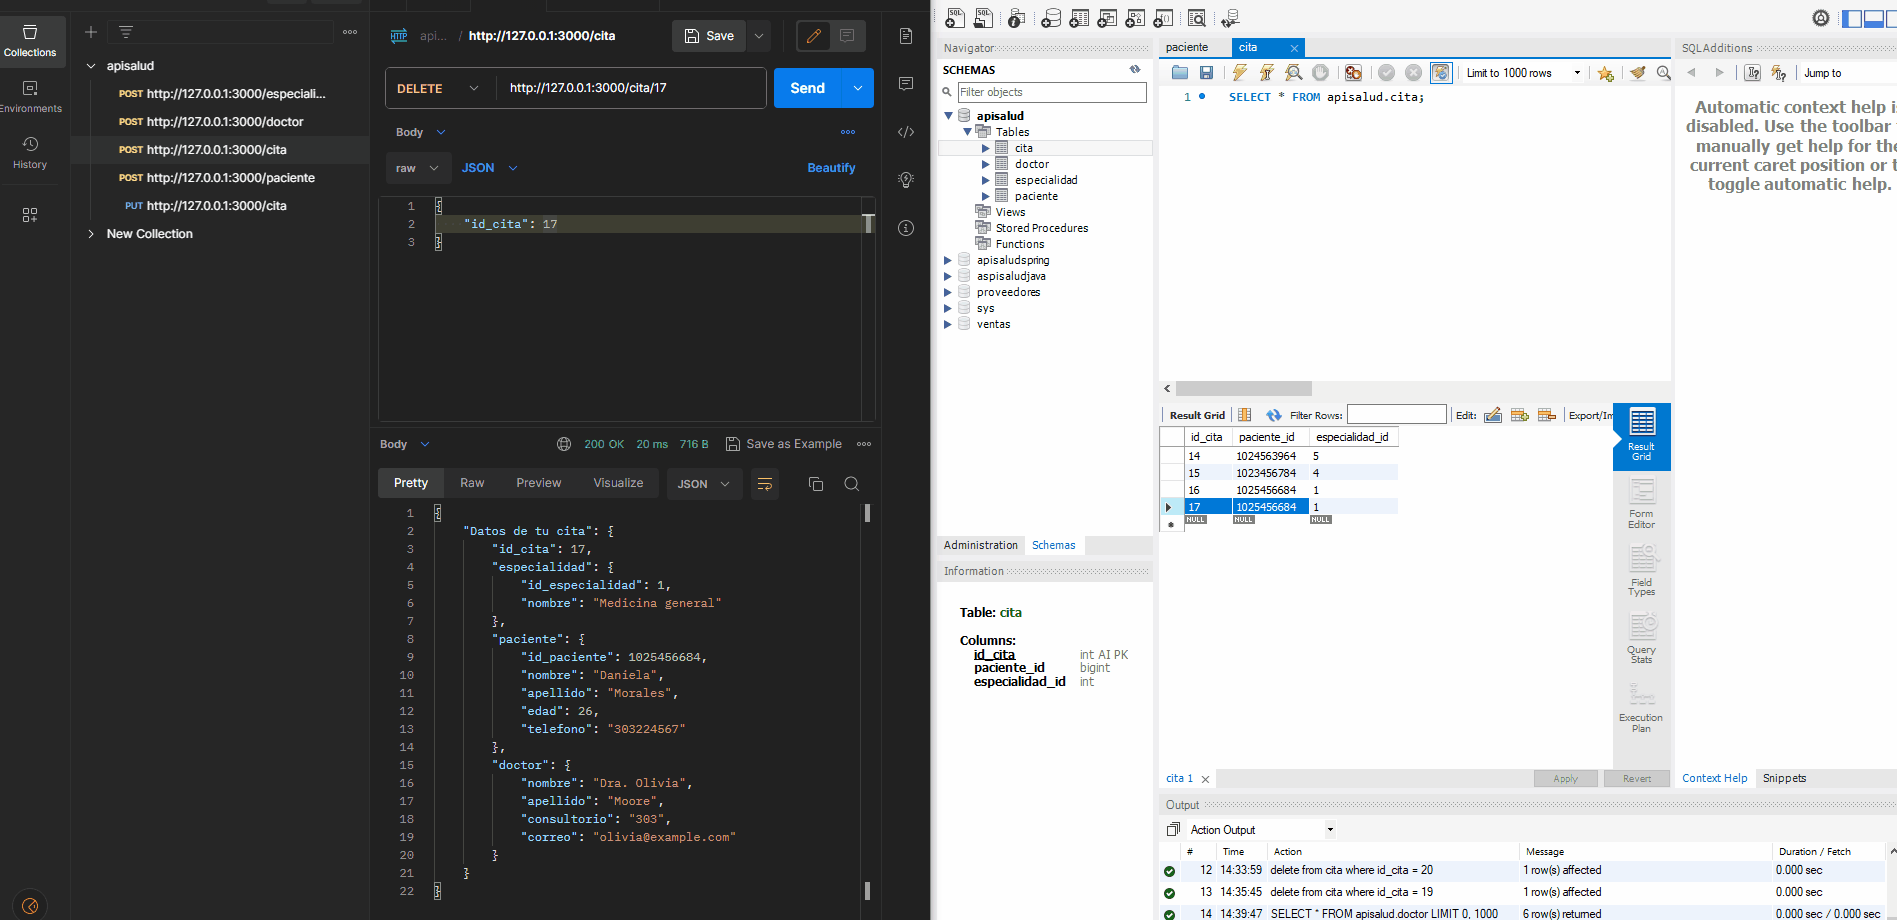 Collections
Environments
History
apisalud
POST http://127.0.0.1:3000/especiali...
POST http://127.0.0.1:3000/doctor
POST http://127.0.0.1:3000/cita
POST http://127.0.0.1:3000/paciente
PUT http://127.0.0.1:3000/cita
New Collection
HTTP api... / http://127.0.0.1:3000/cita
Save
DELETE http://127.0.0.1:3000/cita/17
Send
Body
raw JSON Beautify
1 {
2 "id_cita": 17
3 }
Body 200 OK 20 ms 716 B Save as Example
Pretty Raw Preview Visualize JSON
1 {
2 "Datos de tu cita": {
3 "id_cita": 17,
4 "especialidad": {
5 "id_especialidad": 1,
6 "nombre": "Medicina general"
7 },
8 "paciente": {
9 "id_paciente": 1025456684,
10 "nombre": "Daniela",
11 "apellido": "Morales",
12 "edad": 26,
13 "telefono": "303224567"
14 },
15 "doctor": {
16 "nombre": "Dra. Olivia",
17 "apellido": "Moore",
18 "consultorio": "303",
19 "correo": "olivia@example.com"
20 }
21 }
22 }
Navigator
SCHEMAS
Filter objects
apisalud
Tables
cita
doctor
especialidad
paciente
Views
Stored Procedures
Functions
apisaludspring
aspisaludjava
proveedores
sys
ventas
Administration Schemas
Information
Table: cita
Columns:
id_cita int AI PK
paciente_id bigint
especialidad_id int
paciente cita
Limit to 1000 rows
1 SELECT * FROM apisalud.cita;
Result Grid Filter Rows: Edit: Export/Im
id_cita paciente_id especialidad_id
14 1024563964 5
15 1023456784 4
16 1025456684 1
17 1025456684 1
NULL NULL NULL
Result
Grid
Form
Editor
Field
Types
Query
Stats
Execution
Plan
cita 1 Apply Revert
SQLAdditions
Jump to
Automatic context help is
disabled. Use the toolbar
manually get help for the
current caret position or t
toggle automatic help.
Context Help Snippets
Output
Action Output
# Time Action Message Duration / Fetch
12 14:33:59 delete from cita where id_cita = 20 1 row(s) affected 0.000 sec
13 14:35:45 delete from cita where id_cita = 19 1 row(s) affected 0.000 sec
14 14:39:47 SELECT * FROM apisalud.doctor LIMIT 0, 1000 6 row(s) returned 0.000 sec / 0.000 sec